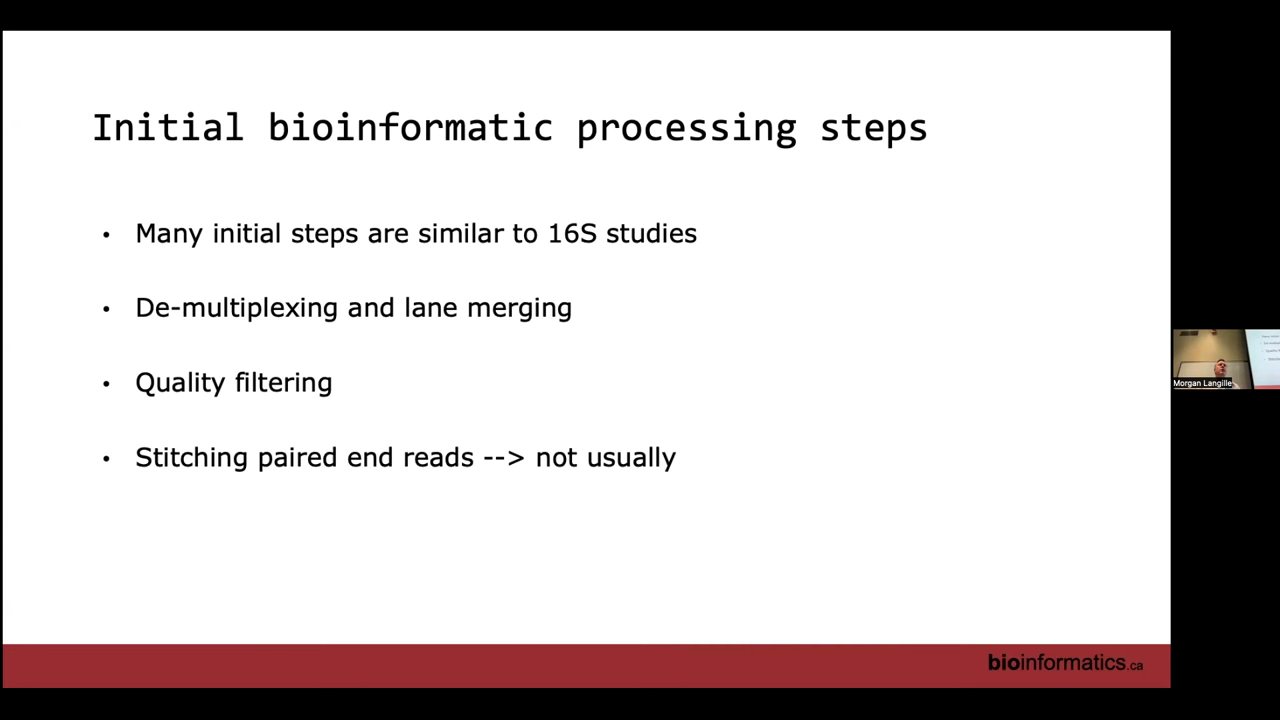 Initial bioinformatic processing steps
• Many initial steps are similar to 16S studies
• De-multiplexing and lane merging
• Quality filtering
• Stitching paired end reads --> not usually
Morgan Langille
bioinformatics.ca